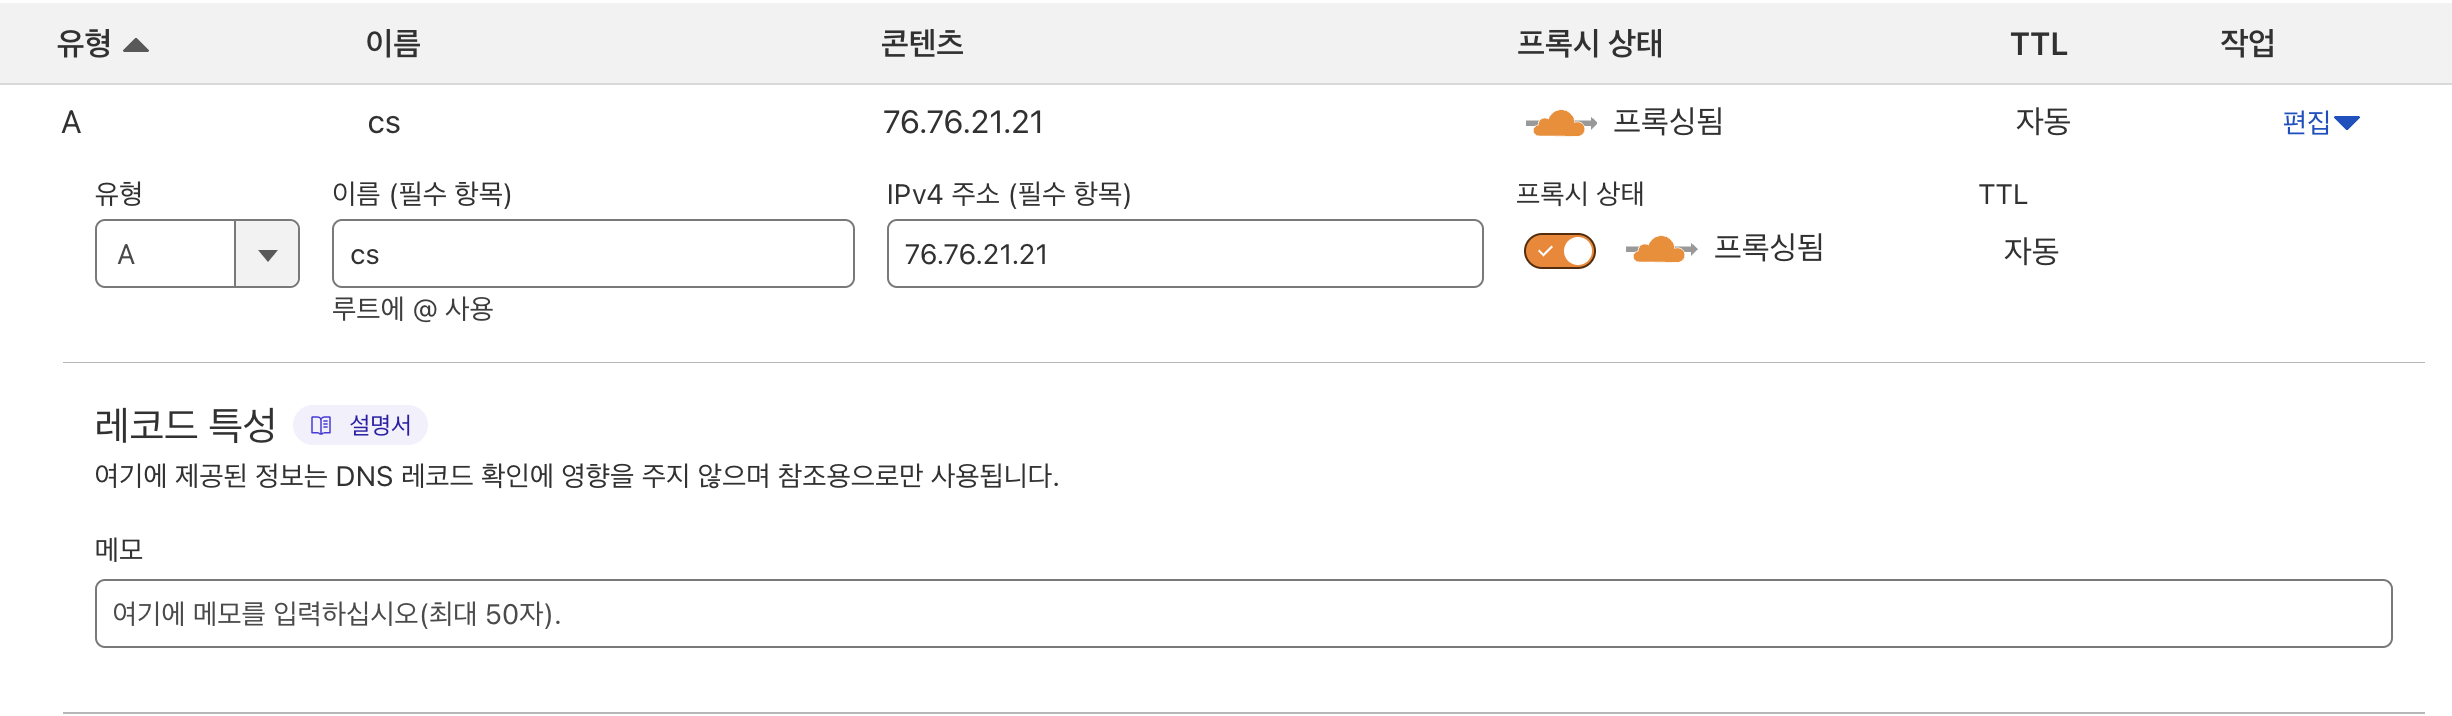 유형 이름 콘텐츠 프록시 상태 TTL 작업
A cs 76.76.21.21 프록싱됨 자동 편집
유형 이름 (필수 항목) IPv4 주소 (필수 항목) 프록시 상태 TTL
A cs 76.76.21.21 프록싱됨 자동
루트에 @ 사용
레코드 특성 설명서
여기에 제공된 정보는 DNS 레코드 확인에 영향을 주지 않으며 참조용으로만 사용됩니다.
메모
여기에 메모를 입력하십시오(최대 50자).